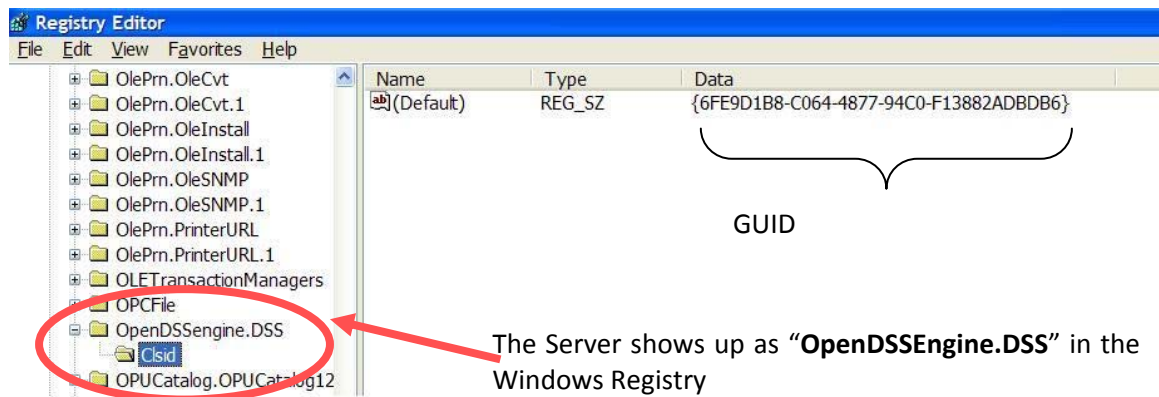 Registry Editor
File Edit View Favorites Help
OlePrn.OleCvt
OlePrn.OleCvt.1
OlePrn.OleInstall
OlePrn.OleInstall.1
OlePrn.OleSNMP
OlePrn.OleSNMP.1
OlePrn.PrinterURL
OlePrn.PrinterURL.1
OLETransactionManagers
OPCFile
OpenDSSengine.DSS
Clsid
OPUCatalog.OPUCatalog12
Name Type Data
ab (Default) REG_SZ {6FE9D1B8-C064-4877-94C0-F13882ADBDB6}
GUID
The Server shows up as “OpenDSSEngine.DSS” in the
Windows Registry